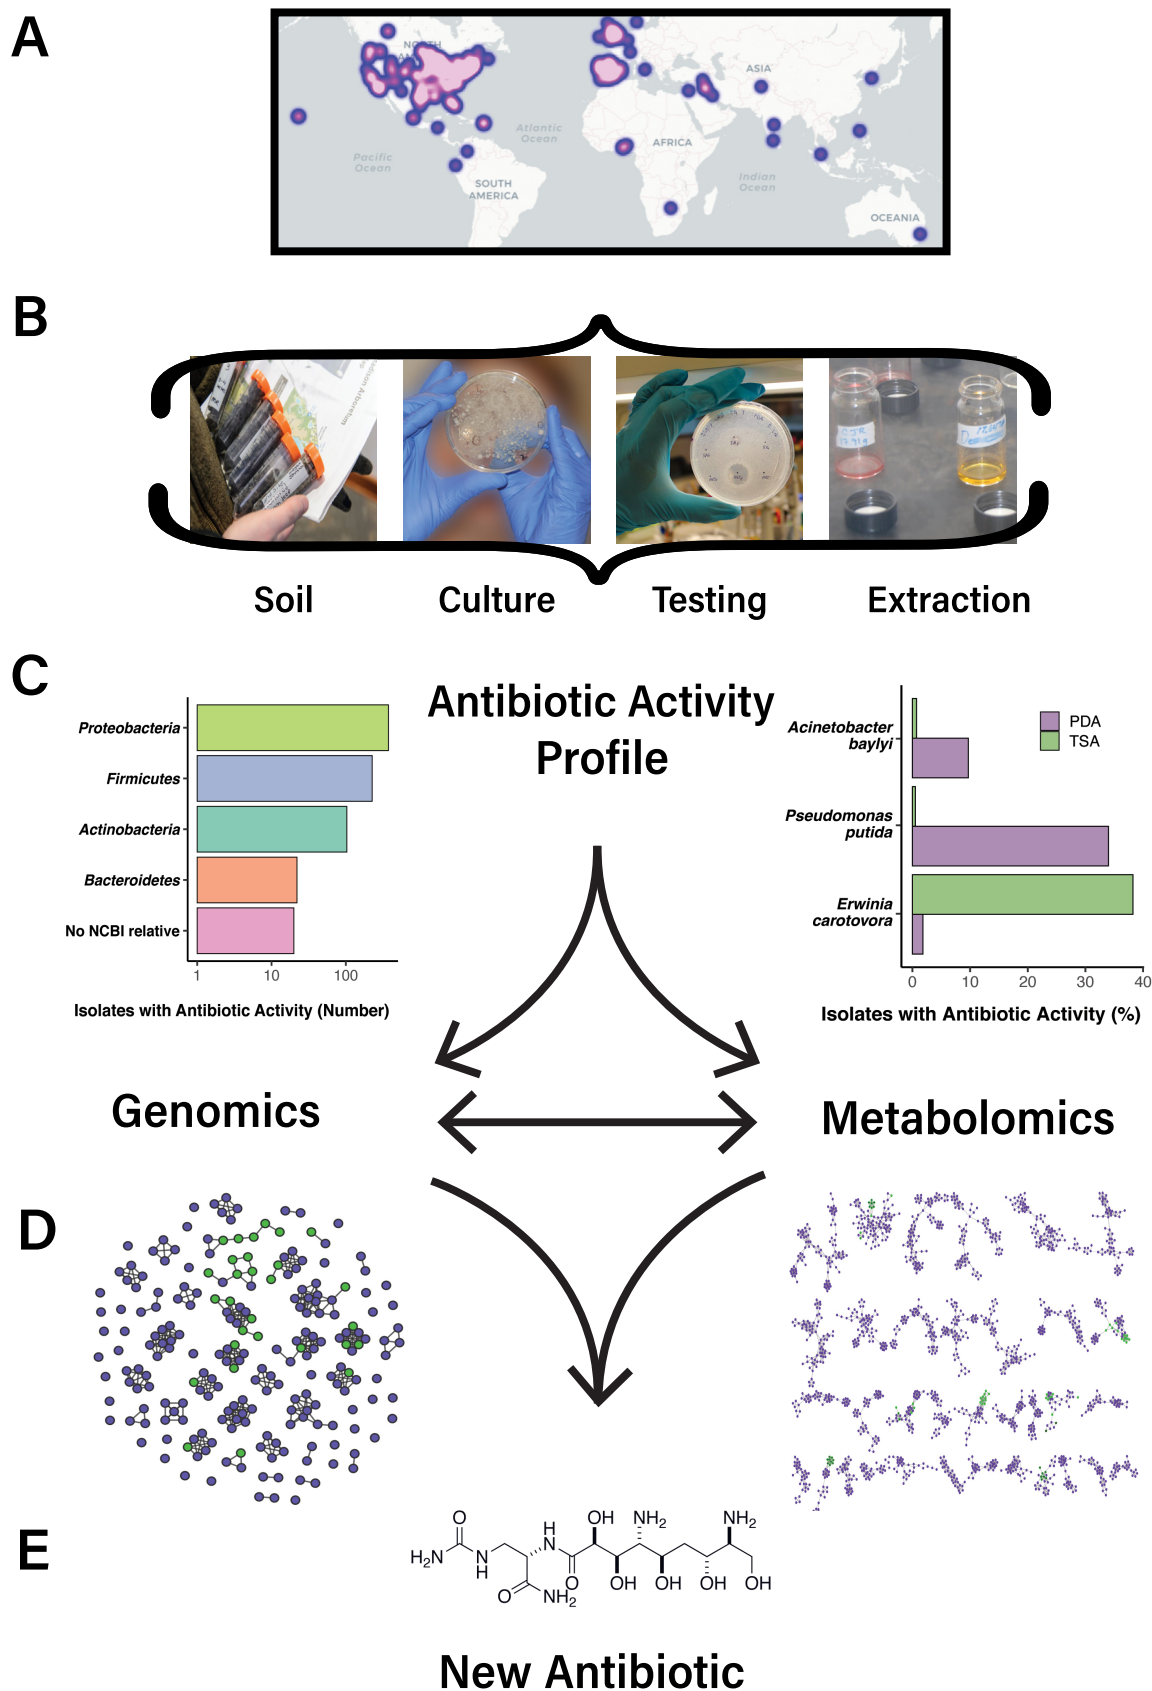 A
NORTH
ASIA
Atlantic
Ocean
AFRICA
Pacific
Ocean
Indian
Ocean
SOUTH
AMERICA
OCEANIA
B
Soil
Culture
Testing
Extraction
C
Antibiotic Activity
Profile
Proteobacteria
Firmicutes
Actinobacteria
Bacteroidetes
No NCBI relative
1
10
100
Isolates with Antibiotic Activity (Number)
Acinetobacter
baylyi
Pseudomonas
putida
Erwinia
carotovora
PDA
TSA
0
10
20
30
40
Isolates with Antibiotic Activity (%)
Genomics
Metabolomics
D
E
O
H₂N
N
H
O
NH₂
H
N
O
OH
OH
NH₂
OH
OH
NH₂
OH
New Antibiotic